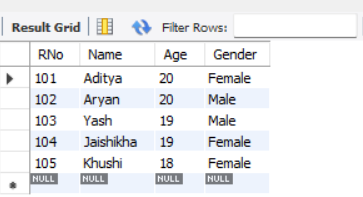 Result Grid Filter Rows:
RNo Name Age Gender
101 Aditya 20 Female
102 Aryan 20 Male
103 Yash 19 Male
104 Jaishikha 19 Female
105 Khushi 18 Female
NULL NULL NULL NULL